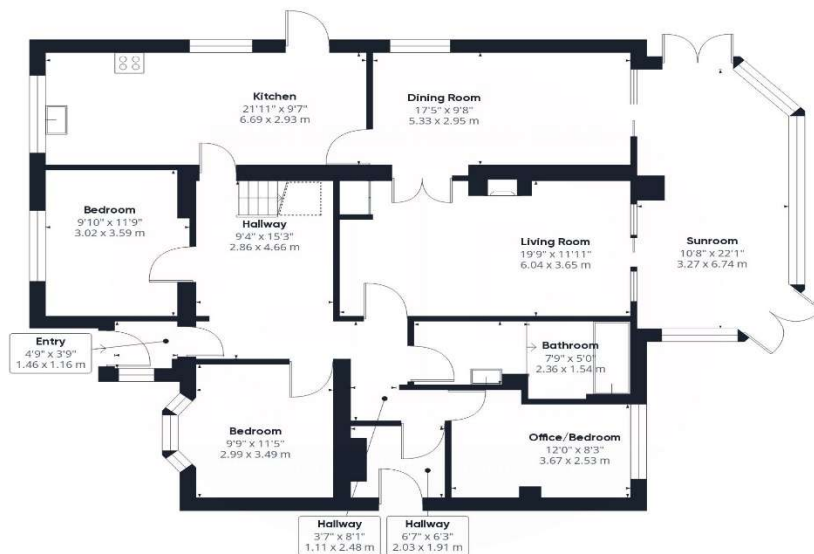 Kitchen
21'11" x 9'7"
6.69 x 2.93 m
Dining Room
17'5" x 9'8"
5.33 x 2.95 m
Bedroom
9'10" x 11'9"
3.02 x 3.59 m
Hallway
9'4" x 15'3"
2.86 x 4.66 m
Living Room
19'9" x 11'11"
6.04 x 3.65 m
Sunroom
10'8" x 22'1"
3.27 x 6.74 m
Entry
4'9" x 3'9"
1.46 x 1.16 m
Bathroom
7'9" x 5'0"
2.36 x 1.54 m
Bedroom
9'9" x 11'5"
2.99 x 3.49 m
Office/Bedroom
12'0" x 8'3"
3.67 x 2.53 m
Hallway
3'7" x 8'1"
1.11 x 2.48 m
Hallway
6'7" x 6'3"
2.03 x 1.91 m